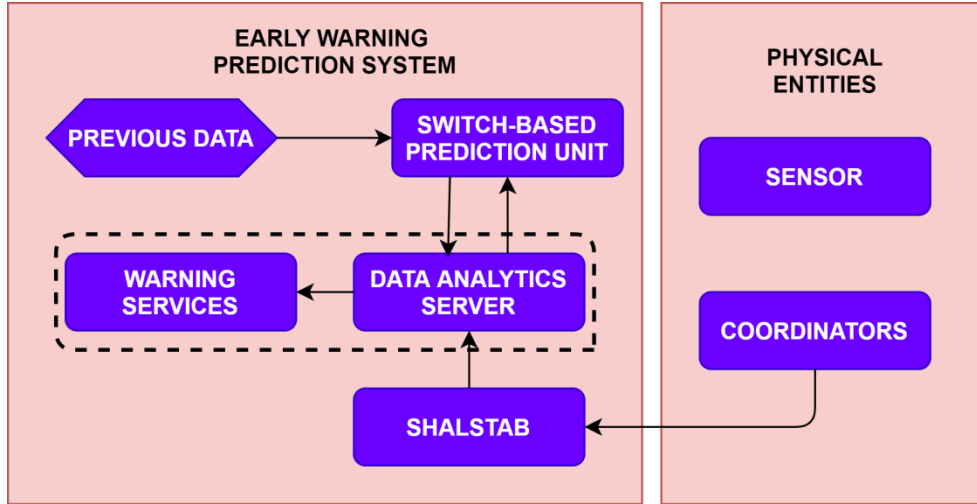 EARLY WARNING
PREDICTION SYSTEM
PREVIOUS DATA
SWITCH-BASED
PREDICTION UNIT
WARNING
SERVICES
DATA ANALYTICS
SERVER
SHALSTAB
PHYSICAL
ENTITIES
SENSOR
COORDINATORS